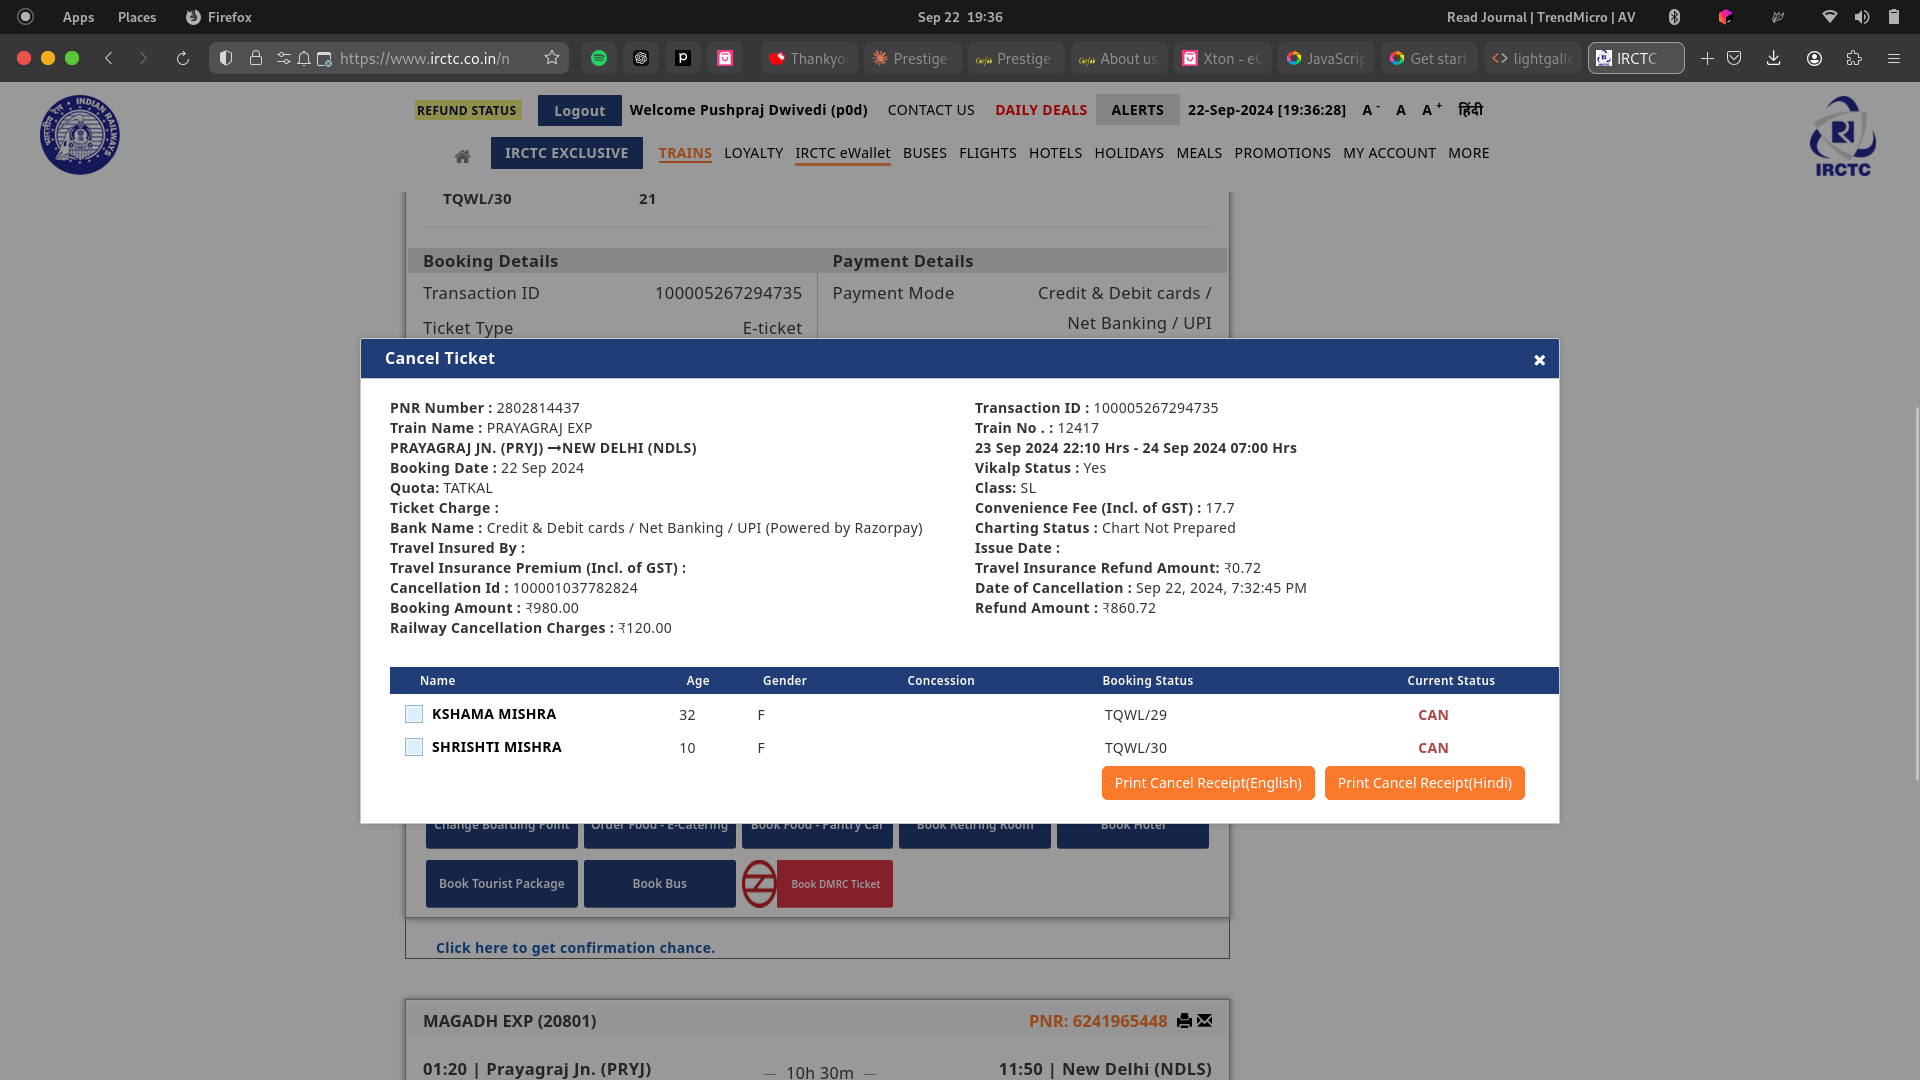 Apps Places Firefox Sep 22 19:36 Read Journal | TrendMicro | AV
https://www.irctc.co.in/n Thankyo Prestige Prestige About us Xton - eC JavaScrip Get start lightgall IRCTC
REFUND STATUS Logout Welcome Pushpraj Dwivedi (p0d) CONTACT US DAILY DEALS ALERTS 22-Sep-2024 [19:36:28] A - A A + हिंदी
IRCTC EXCLUSIVE TRAINS LOYALTY IRCTC eWallet BUSES FLIGHTS HOTELS HOLIDAYS MEALS PROMOTIONS MY ACCOUNT MORE
INDIAN RAILWAYS
IRCTC
TQWL/30 21
Booking Details Payment Details
Transaction ID 100005267294735 Payment Mode Credit & Debit cards /
Net Banking / UPI
Ticket Type E-ticket
Cancel Ticket
PNR Number : 2802814437 Transaction ID : 100005267294735
Train Name : PRAYAGRAJ EXP Train No . : 12417
PRAYAGRAJ JN. (PRYJ) →NEW DELHI (NDLS) 23 Sep 2024 22:10 Hrs - 24 Sep 2024 07:00 Hrs
Booking Date : 22 Sep 2024 Vikalp Status : Yes
Quota: TATKAL Class: SL
Ticket Charge : Convenience Fee (Incl. of GST) : 17.7
Bank Name : Credit & Debit cards / Net Banking / UPI (Powered by Razorpay) Charting Status : Chart Not Prepared
Travel Insured By : Issue Date :
Travel Insurance Premium (Incl. of GST) : Travel Insurance Refund Amount: ₹0.72
Cancellation Id : 100001037782824 Date of Cancellation : Sep 22, 2024, 7:32:45 PM
Booking Amount : ₹980.00 Refund Amount : ₹860.72
Railway Cancellation Charges : ₹120.00
Name Age Gender Concession Booking Status Current Status
KSHAMA MISHRA 32 F TQWL/29 CAN
SHRISHTI MISHRA 10 F TQWL/30 CAN
Print Cancel Receipt(English) Print Cancel Receipt(Hindi)
Change Boarding Point Order Food - E-Catering Book Food - Pantry Car Book Retiring Room Book Hotel
Book Tourist Package Book Bus Book DMRC Ticket
Click here to get confirmation chance.
MAGADH EXP (20801) PNR: 6241965448
01:20 | Prayagraj Jn. (PRYJ) — 10h 30m — 11:50 | New Delhi (NDLS)